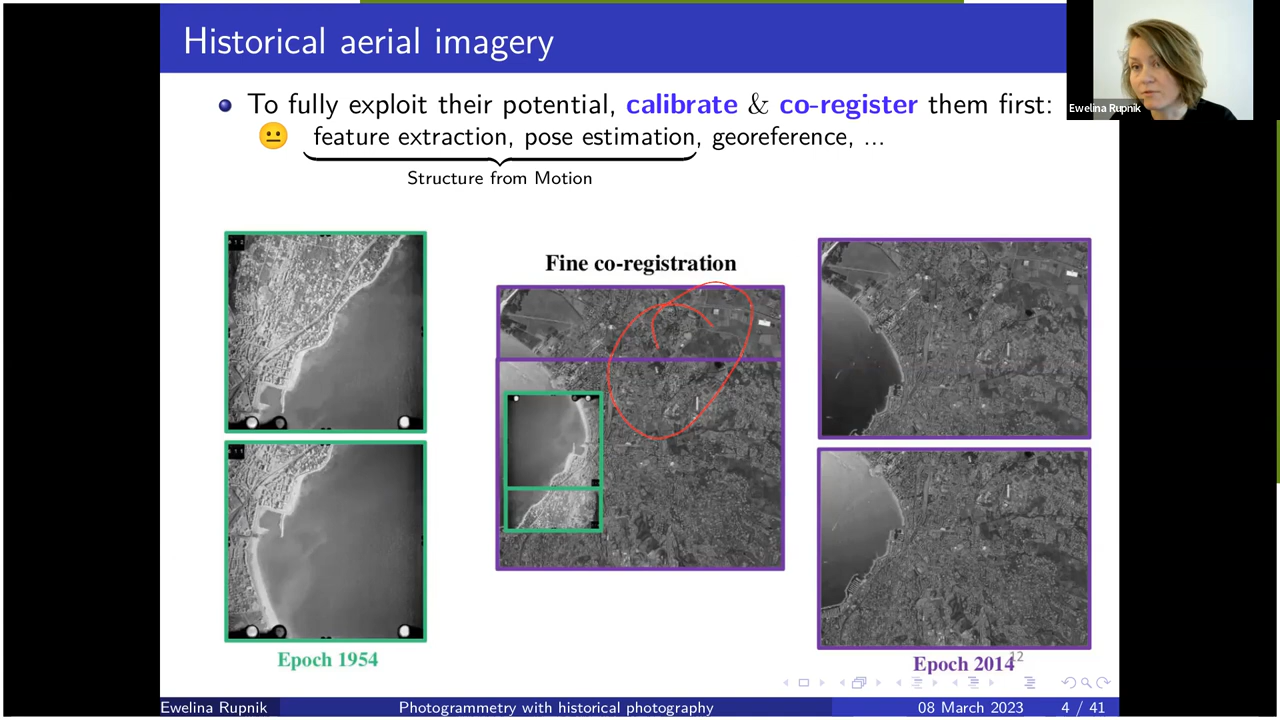 Historical aerial imagery
Ewelina Rupnik
To fully exploit their potential, calibrate & co-register them first:
😐 feature extraction, pose estimation, georeference, ...
Structure from Motion
Fine co-registration
Epoch 1954
Epoch 2014
12
Ewelina Rupnik
Photogrammetry with historical photography
08 March 2023
4 / 41